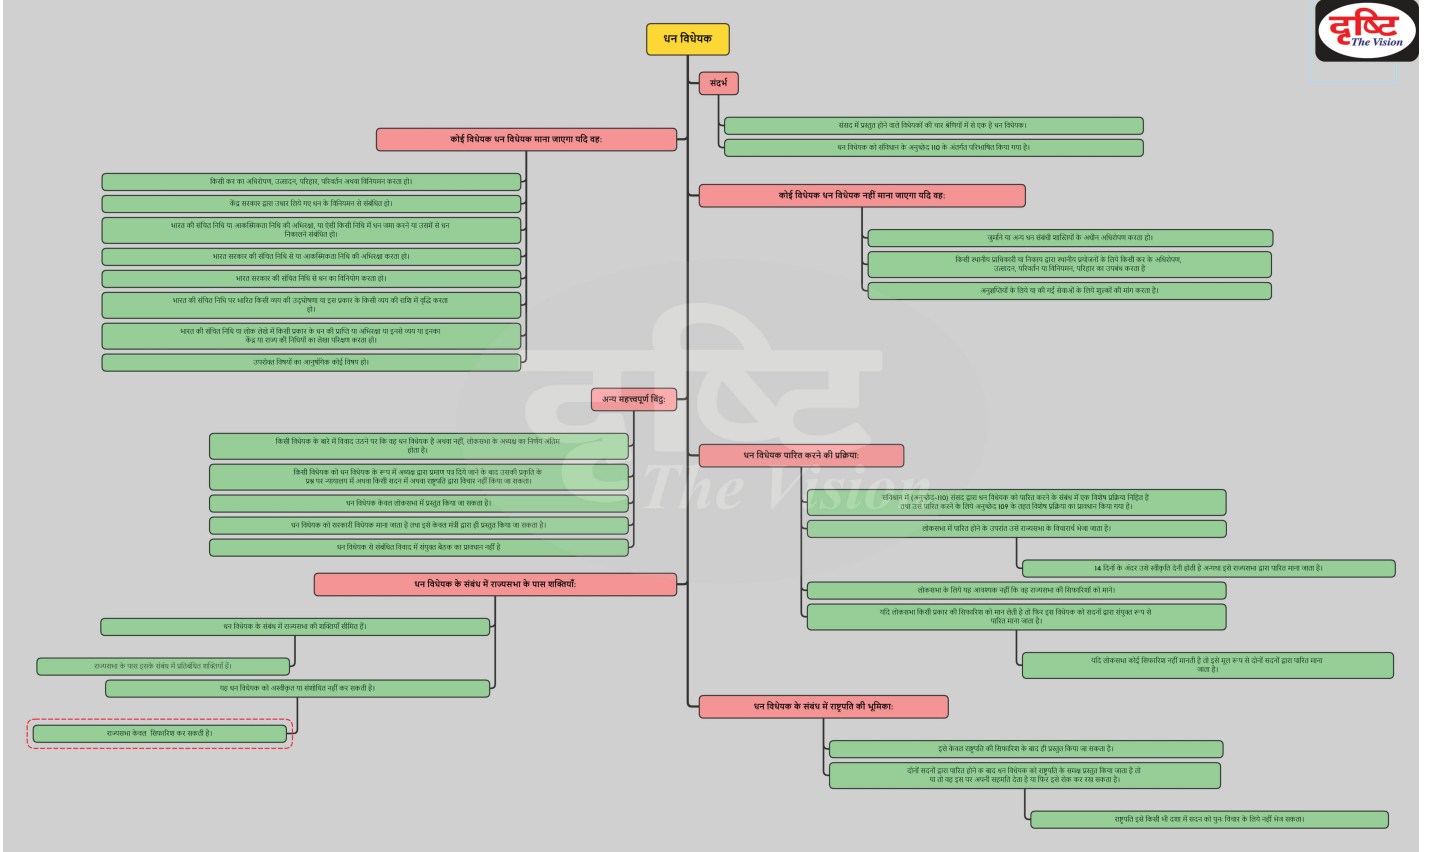 धन विधेयक
दृष्टि
The Vision
संदर्भ
संसद में प्रस्तुत होने वाले विधेयकों की चार श्रेणियों में से एक है धन विधेयक।
धन विधेयक को संविधान के अनुच्छेद 110 के अंतर्गत परिभाषित किया गया है।
कोई विधेयक धन विधेयक माना जाएगा यदि वह:
किसी कर का अधिरोपण, उत्सादन, परिहार, परिवर्तन अथवा विनियमन करता हो।
केंद्र सरकार द्वारा उधार लिये गए धन के विनियमन से संबंधित हो।
भारत की संचित निधि या आकस्मिकता निधि की अभिरक्षा, या ऐसी किसी निधि में धन जमा करने या उसमें से धन
निकालने संबंधित हो।
भारत सरकार की संचित निधि से या आकस्मिकता निधि की अभिरक्षा करता हो।
भारत सरकार की संचित निधि से धन का विनियोग करता हो।
भारत की संचित निधि पर भारित किसी व्यय की उद्घोषणा या इस प्रकार के किसी व्यय की राशि में वृद्धि करता
हो।
भारत की संचित निधि या लोक लेखे में किसी प्रकार के धन की प्राप्ति या अभिरक्षा या इनसे व्यय या इनका
केंद्र या राज्य की निधियों का लेखा परिक्षण करता हो।
उपरोक्त विषयों का आनुषंगिक कोई विषय हो।
कोई विधेयक धन विधेयक नहीं माना जाएगा यदि वह:
जुर्माने या अन्य धन संबंधी शास्तियों के अधीन अधिरोपण करता हो।
किसी स्थानीय प्राधिकारी या निकाय द्वारा स्थानीय प्रयोजनों के लिये किसी कर के अधिरोपण,
उत्सादन, परिवर्तन या विनियमन, परिहार का उपबंध करता है
अनुज्ञप्तियों के लिये या की गई सेवाओं के लिये शुल्कों की मांग करता है।
अन्य महत्त्वपूर्ण बिंदु:
किसी विधेयक के बारे में विवाद उठने पर कि वह धन विधेयक है अथवा नहीं, लोकसभा के अध्यक्ष का निर्णय अंतिम
होता है।
किसी विधेयक को धन विधेयक के रूप में अध्यक्ष द्वारा प्रमाण पत्र दिये जाने के बाद उसकी प्रकृति के
प्रश्न पर न्यायालय में अथवा किसी सदन में अथवा राष्ट्रपति द्वारा विचार नहीं किया जा सकता।
धन विधेयक केवल लोकसभा में प्रस्तुत किया जा सकता है।
धन विधेयक को सरकारी विधेयक माना जाता है तथा इसे केवल मंत्री द्वारा ही प्रस्तुत किया जा सकता है।
धन विधेयक से संबंधित विवाद में संयुक्त बैठक का प्रावधान नहीं है
धन विधेयक पारित करने की प्रक्रिया:
संविधान में (अनुच्छेद-110) संसद द्वारा धन विधेयक को पारित करने के संबंध में एक विशेष प्रक्रिया निहित है
तथा उसे पारित करने के लिये अनुच्छेद 109 के तहत विशेष प्रक्रिया का प्रावधान किया गया है।
लोकसभा में पारित होने के उपरांत उसे राज्यसभा के विचारार्थ भेजा जाता है।
14 दिनों के अंदर उसे स्वीकृति देनी होती है अन्यथा इसे राज्यसभा द्वारा पारित माना जाता है।
लोकसभा के लिये यह आवश्यक नहीं कि वह राज्यसभा की सिफारिशों को माने।
यदि लोकसभा किसी प्रकार की सिफारिश को मान लेती है तो फिर इस विधेयक को सदनों द्वारा संयुक्त रूप से
पारित माना जाता है।
यदि लोकसभा कोई सिफारिश नहीं मानती है तो इसे मूल रूप से दोनों सदनों द्वारा पारित माना
जाता है।
धन विधेयक के संबंध में राज्यसभा के पास शक्तियाँ:
धन विधेयक के संबंध में राज्यसभा की शक्तियाँ सीमित हैं।
राज्यसभा के पास इसके संबंध में प्रतिबंधित शक्तियाँ हैं।
यह धन विधेयक को अस्वीकृत या संशोधित नहीं कर सकती है।
राज्यसभा केवल सिफारिश कर सकती है।
धन विधेयक के संबंध में राष्ट्रपति की भूमिका:
इसे केवल राष्ट्रपति की सिफारिश के बाद ही प्रस्तुत किया जा सकता है।
दोनों सदनों द्वारा पारित होने क बाद धन विधेयक को राष्ट्रपति के समक्ष प्रस्तुत किया जाता है तो
या तो वह इस पर अपनी सहमति देता है या फिर इसे रोक कर रख सकता है।
राष्ट्रपति इसे किसी भी दशा में सदन को पुनः विचार के लिये नहीं भेज सकता।
दृष्टि
The Vision